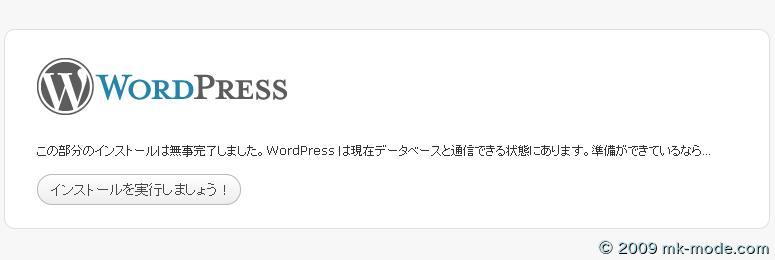 WORDPRESS
この部分のインストールは無事完了しました。WordPress は現在データベースと通信できる状態にあります。準備ができているなら...
インストールを実行しましょう！
© 2009 mk-mode.com